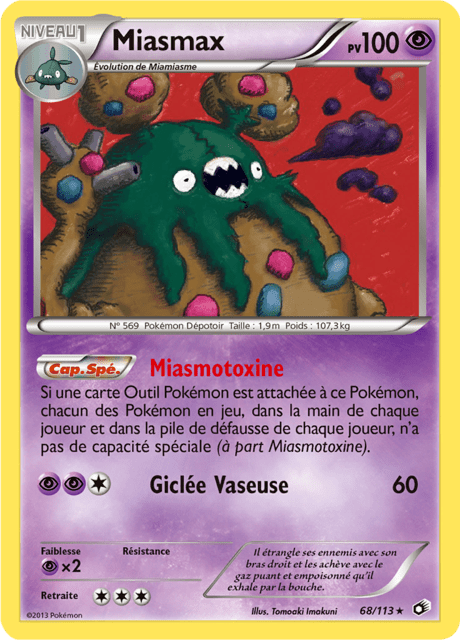 NIVEAU 1
Miasmax
PV100
Évolution de Miamiasme
N° 569 Pokémon Dépotoir Taille : 1,9 m Poids : 107,3 kg
Cap. Spé. Miasmotoxine
Si une carte Outil Pokémon est attachée à ce Pokémon,
chacun des Pokémon en jeu, dans la main de chaque
joueur et dans la pile de défausse de chaque joueur, n'a
pas de capacité spéciale (à part Miasmotoxine).
Giclée Vaseuse 60
Faiblesse Résistance
×2
Retraite
Il étrangle ses ennemis avec son
bras droit et les achève avec le
gaz puant et empoisonné qu'il
exhale par la bouche.
©2013 Pokémon
Illus. Tomoaki Imakuni
68/113 ★